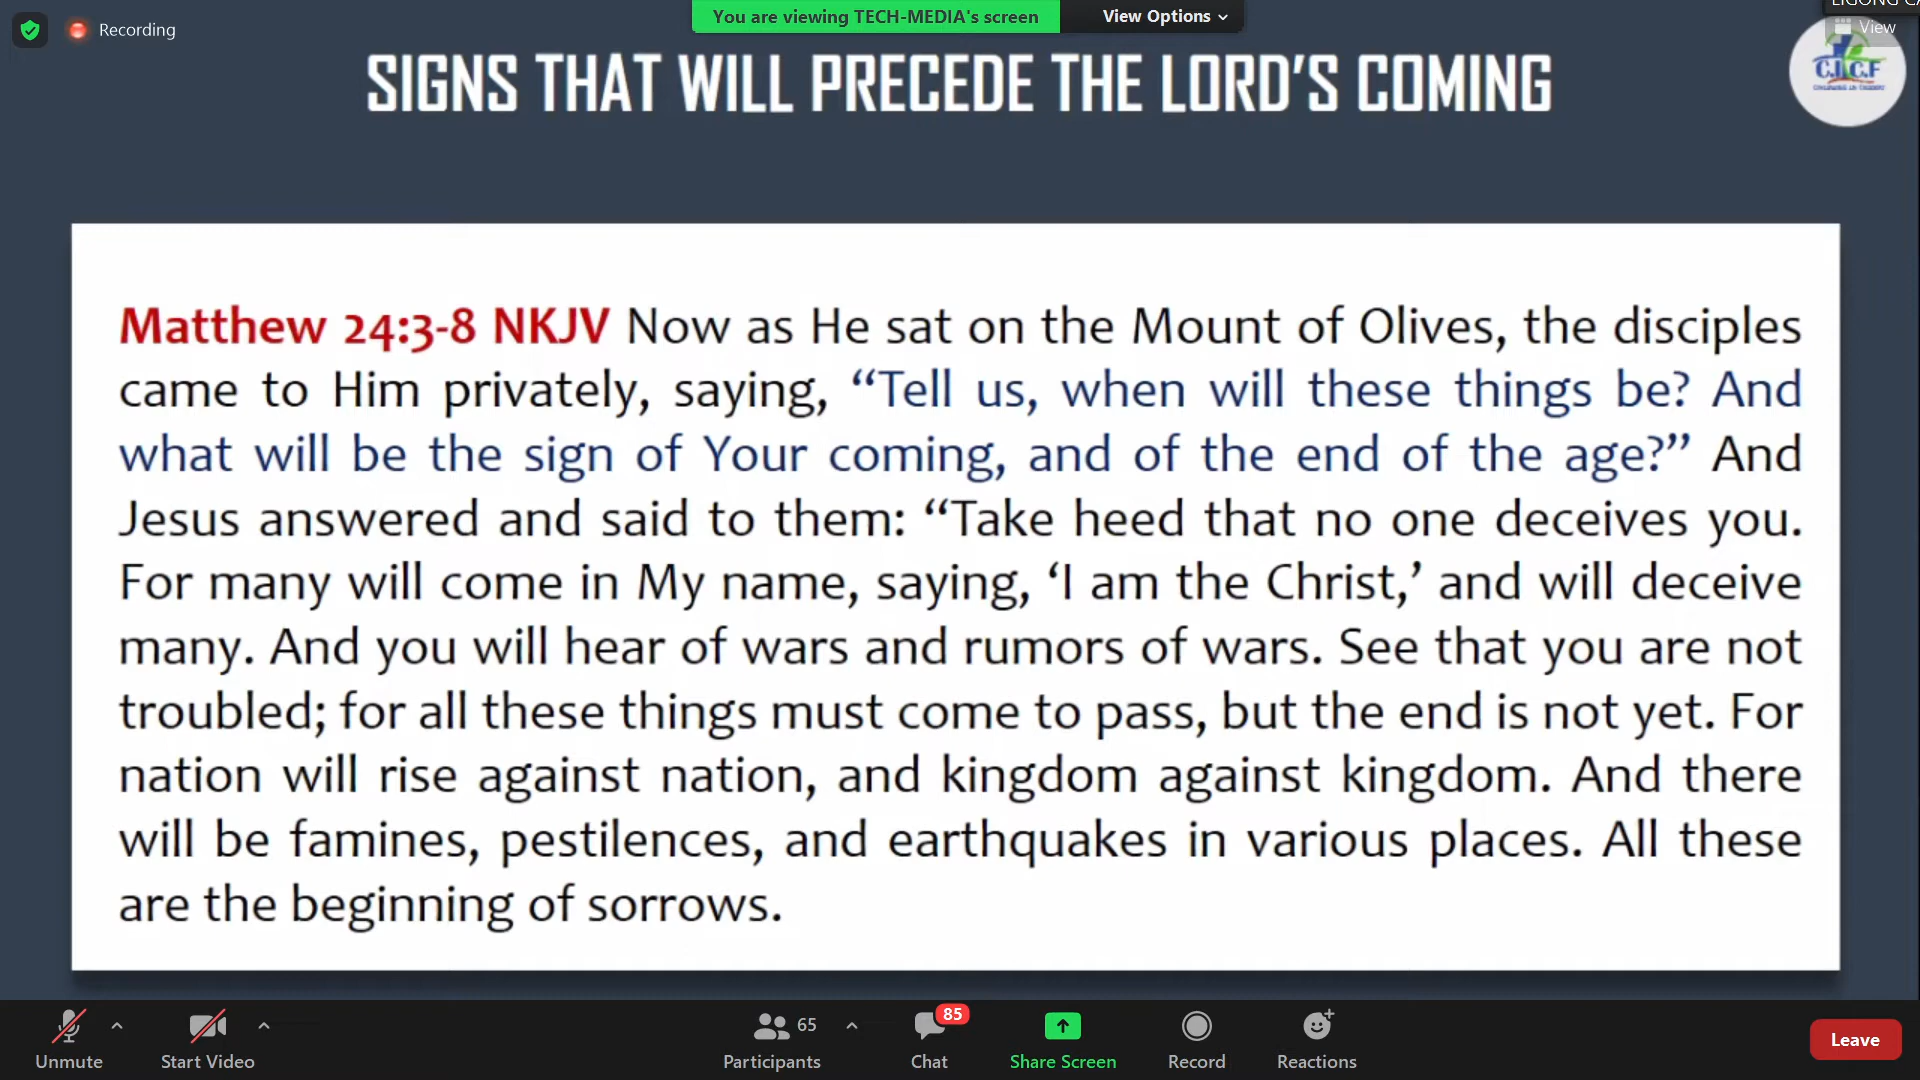 You are viewing TECH-MEDIA's screen
View Options
Recording
View
SIGNS THAT WILL PRECEDE THE LORD'S COMING
C.I.C.F
Matthew 24:3-8 NKJV Now as He sat on the Mount of Olives, the disciples
came to Him privately, saying, “Tell us, when will these things be? And
what will be the sign of Your coming, and of the end of the age?” And
Jesus answered and said to them: “Take heed that no one deceives you.
For many will come in My name, saying, ‘I am the Christ,’ and will deceive
many. And you will hear of wars and rumors of wars. See that you are not
troubled; for all these things must come to pass, but the end is not yet. For
nation will rise against nation, and kingdom against kingdom. And there
will be famines, pestilences, and earthquakes in various places. All these
are the beginning of sorrows.
65
85
Unmute
Start Video
Participants
Chat
Share Screen
Record
Reactions
Leave